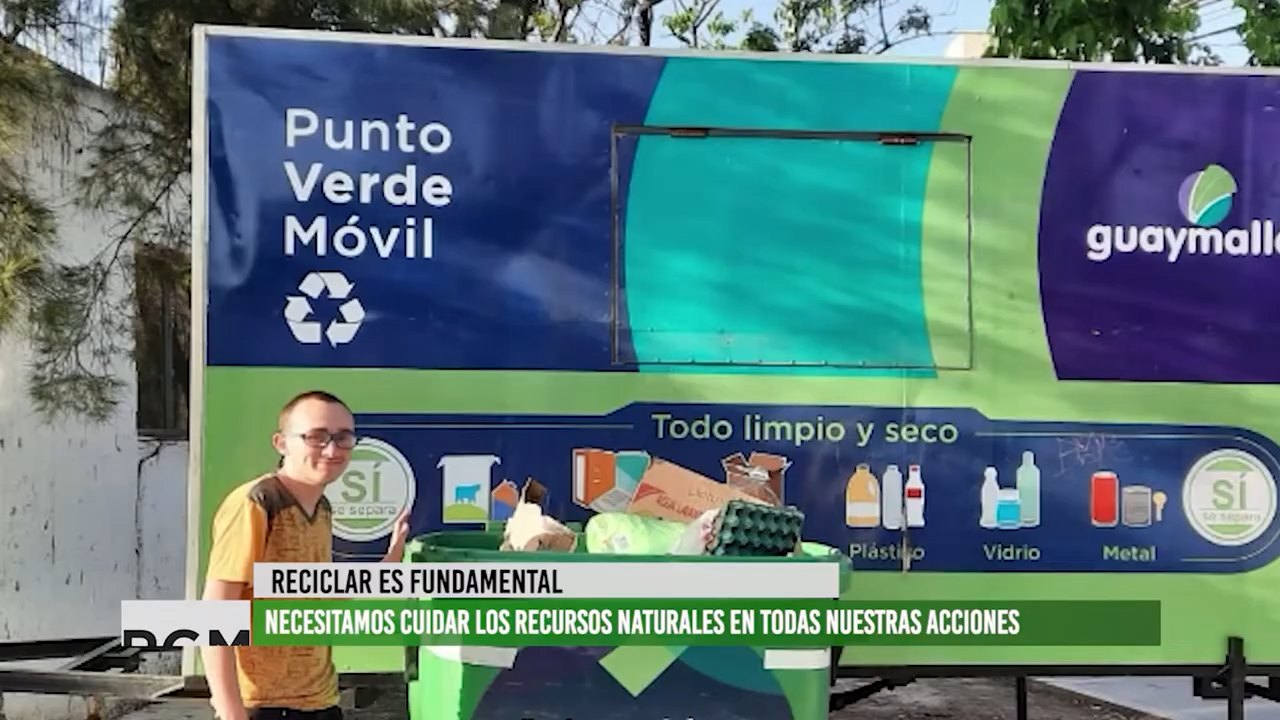 Punto
Verde
Móvil
guaymalle
Todo limpio y seco
SÍ
se separa
Plástico
Vidrio
Metal
SÍ
se separa
RECICLAR ES FUNDAMENTAL
NECESITAMOS CUIDAR LOS RECURSOS NATURALES EN TODAS NUESTRAS ACCIONES